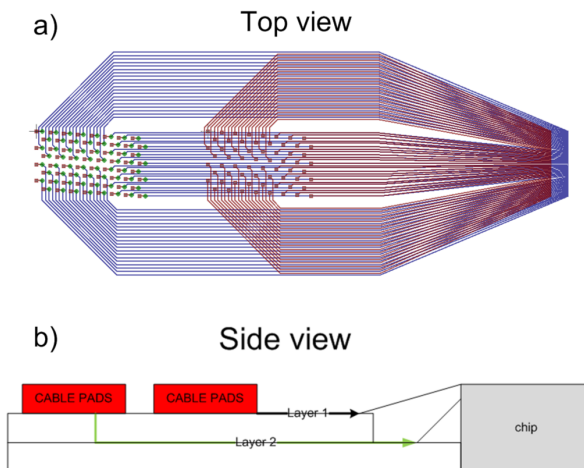 a)
Top view
b)
Side view
CABLE PADS
CABLE PADS
Layer 1
Layer 2
chip